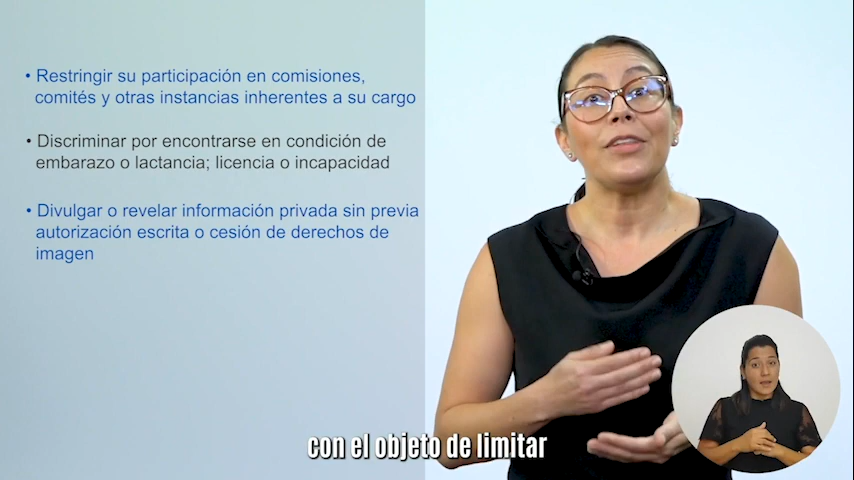 • Restringir su participación en comisiones,
comités y otras instancias inherentes a su cargo
• Discriminar por encontrarse en condición de
embarazo o lactancia; licencia o incapacidad
• Divulgar o revelar información privada sin previa
autorización escrita o cesión de derechos de
imagen
con el objeto de limitar